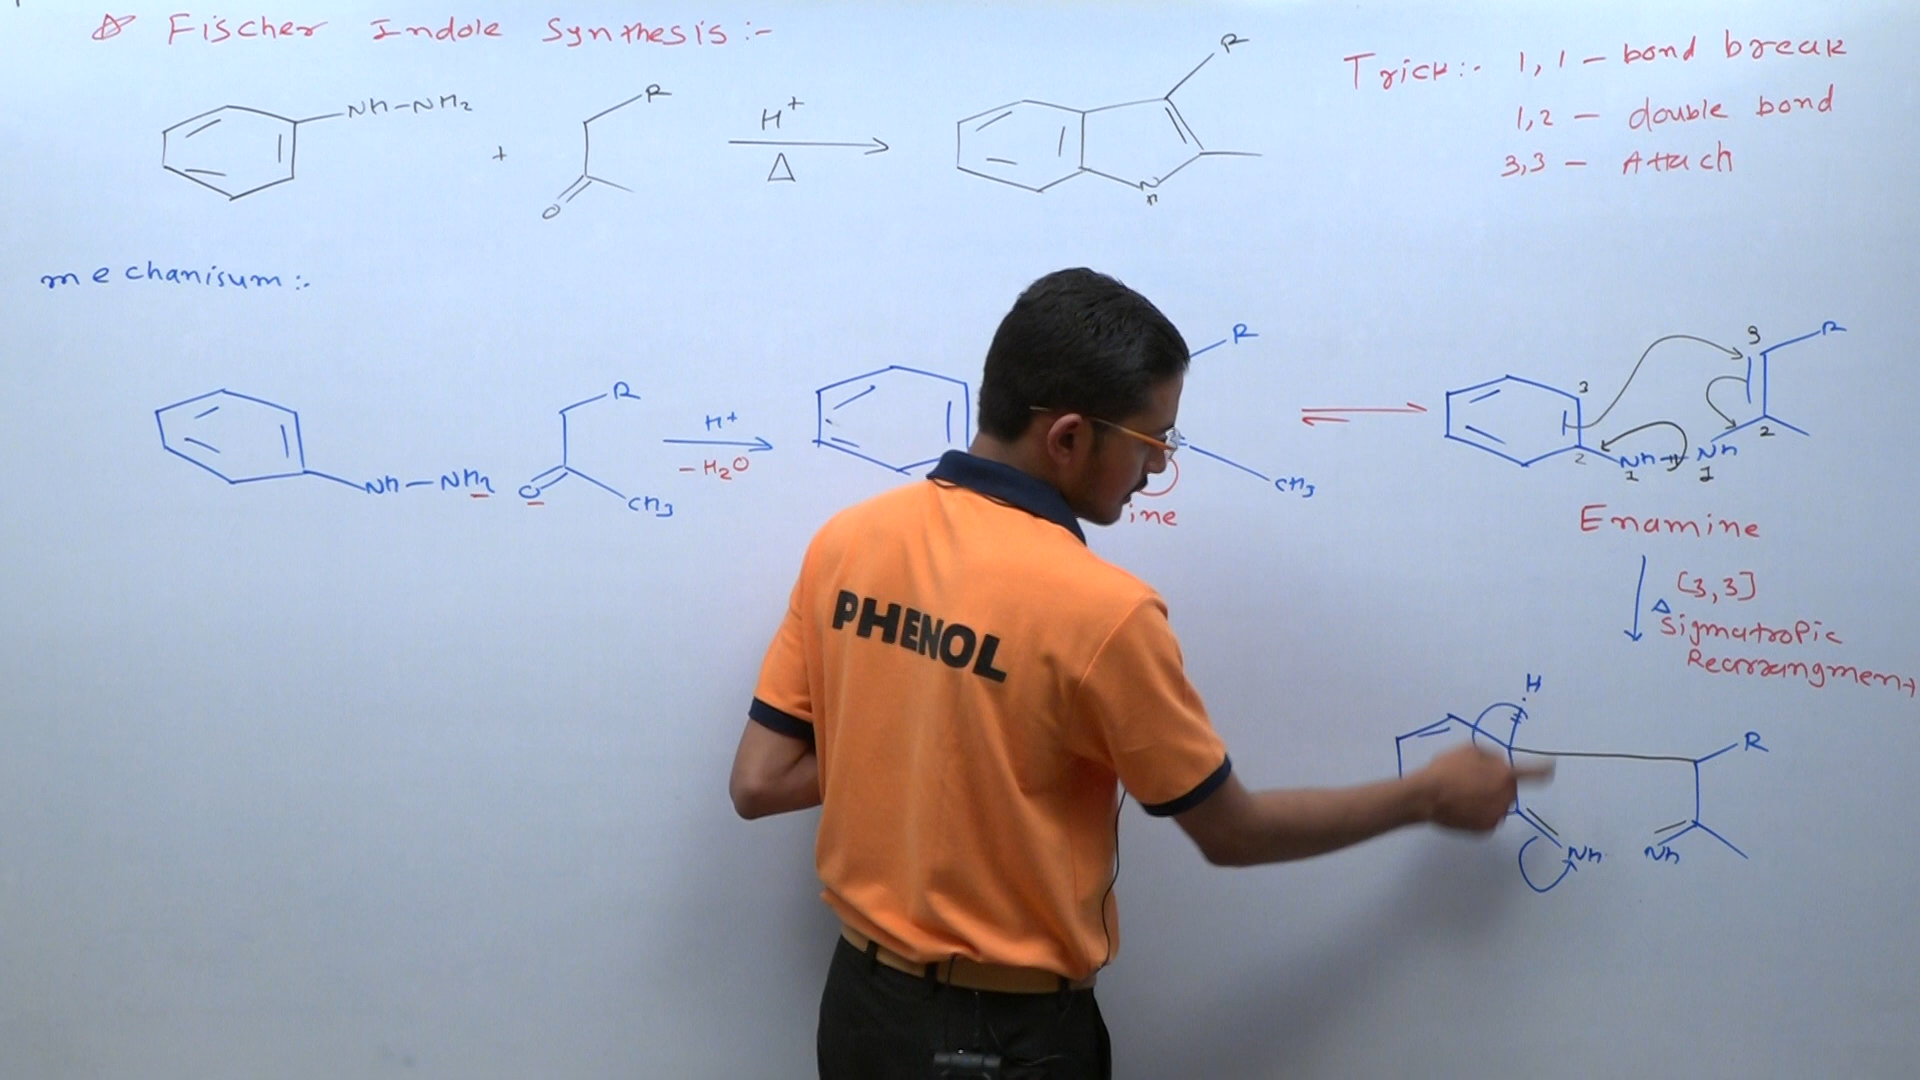 ☆ Fischer Indole Synthesis :-
NH-NH2
+
R
O
H+
Δ
R
N
H
Trick:- 1,1 - bond break
1,2 - double bond
3,3 - Attach
mechanisum:-
NH-NH2
R
O
CH3
H+
-H2O
R
CH3
ine
3
2
NH
1
NH
1
3
2
R
Enamine
[3,3]
Δ
Sigmatropic
Rearrangment
H
R
NH
NH
PHENOL